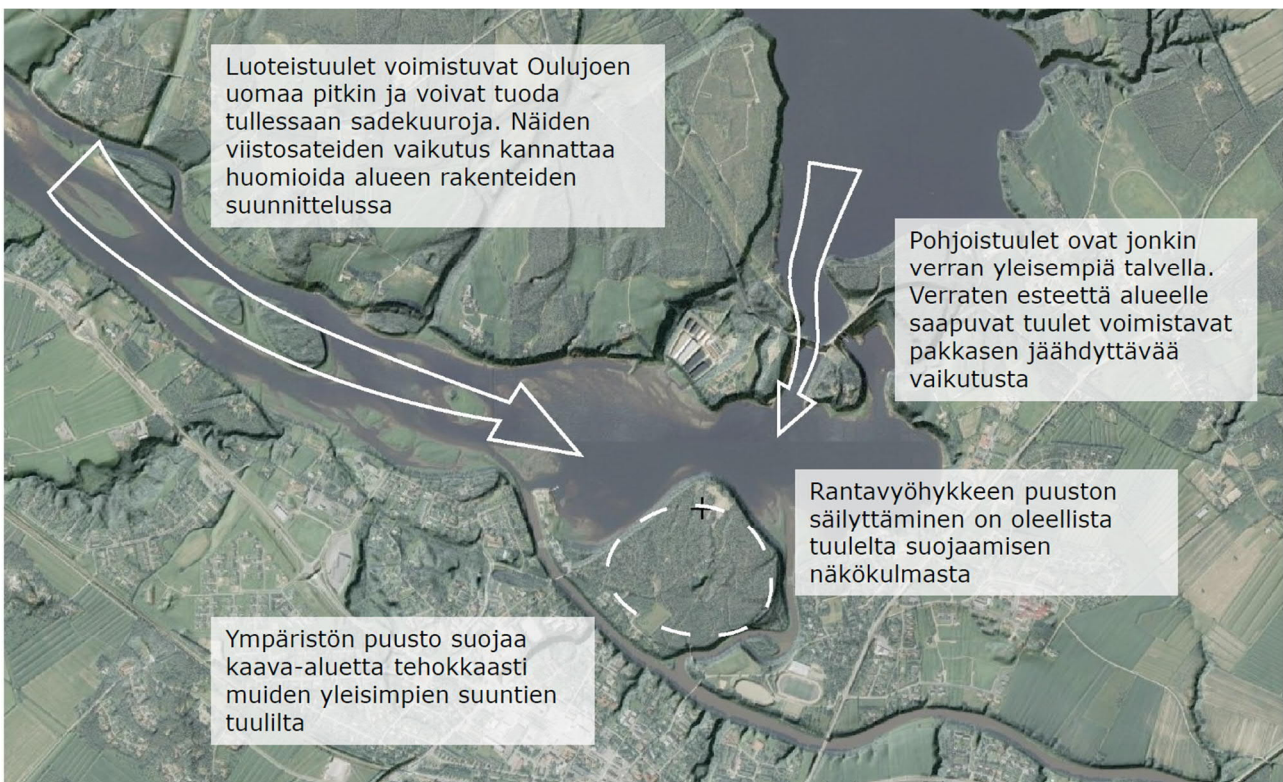 Luoteistuulet voimistuvat Oulujoen
uomaa pitkin ja voivat tuoda
tullessaan sadekuuroja. Näiden
viistosateiden vaikutus kannattaa
huomioida alueen rakenteiden
suunnittelussa
Pohjoistuulet ovat jonkin
verran yleisempiä talvella.
Verraten esteettä alueelle
saapuvat tuulet voimistavat
pakkasen jäähdyttävää
vaikutusta
Rantavyöhykkeen puuston
säilyttäminen on oleellista
tuulelta suojaamisen
näkökulmasta
Ympäristön puusto suojaa
kaava-aluetta tehokkaasti
muiden yleisimpien suuntien
tuulilta